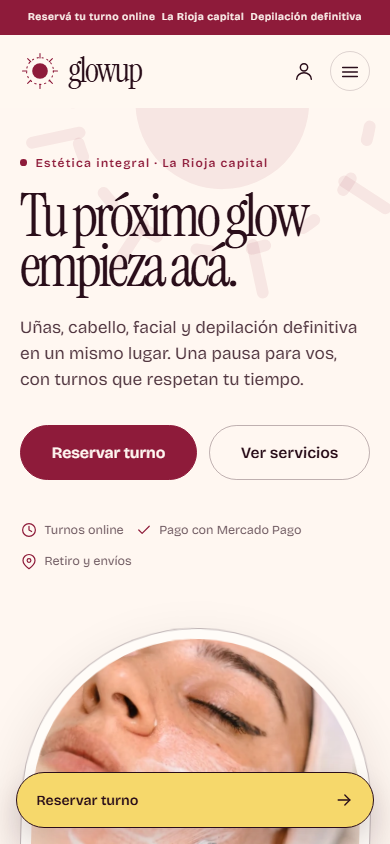 Reservá tu turno online La Rioja capital Depilación definitiva
glowup
Estética integral · La Rioja capital
Tu próximo glow
empieza acá.
Uñas, cabello, facial y depilación definitiva
en un mismo lugar. Una pausa para vos,
con turnos que respetan tu tiempo.
Reservar turno
Ver servicios
Turnos online
Pago con Mercado Pago
Retiro y envíos
Reservar turno